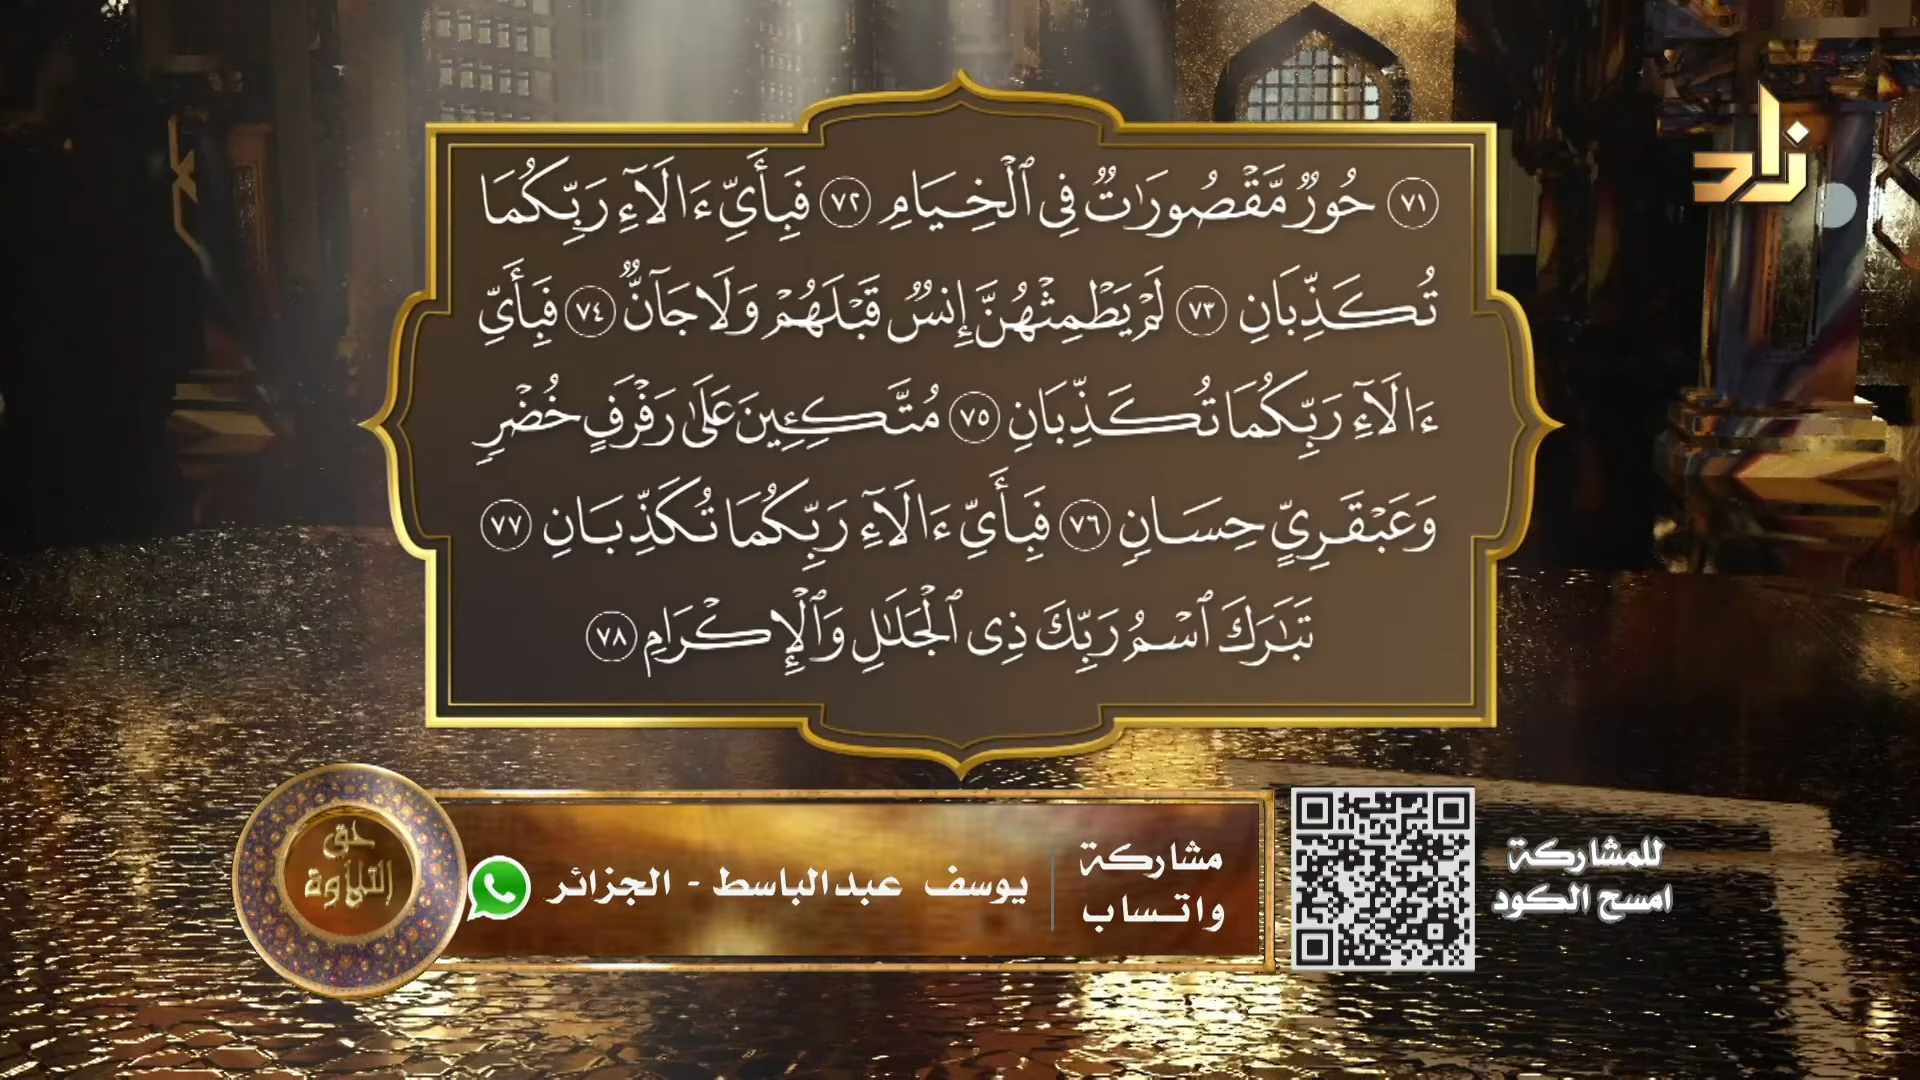 زاد
﴿٧١﴾ حُورٌ مَّقْصُورَٰتٌ فِى ٱلْخِيَامِ ﴿٧٢﴾ فَبِأَىِّ ءَالَآءِ رَبِّكُمَا
تُكَذِّبَانِ ﴿٧٣﴾ لَمْ يَطْمِثْهُنَّ إِنسٌ قَبْلَهُمْ وَلَا جَآنٌّ ﴿٧٤﴾ فَبِأَىِّ
ءَالَآءِ رَبِّكُمَا تُكَذِّبَانِ ﴿٧٥﴾ مُتَّكِـِٔينَ عَلَىٰ رَفْرَفٍ خُضْرٍ
وَعَبْقَرِىٍّ حِسَانٍ ﴿٧٦﴾ فَبِأَىِّ ءَالَآءِ رَبِّكُمَا تُكَذِّبَانِ ﴿٧٧﴾
تَبَٰرَكَ ٱسْمُ رَبِّكَ ذِى ٱلْجَلَٰلِ وَٱلْإِكْرَامِ ﴿٧٨﴾
للمشاركة
امسح الكود
مشاركة
واتساب
يوسف عبدالباسط - الجزائر
حق
التلاوة